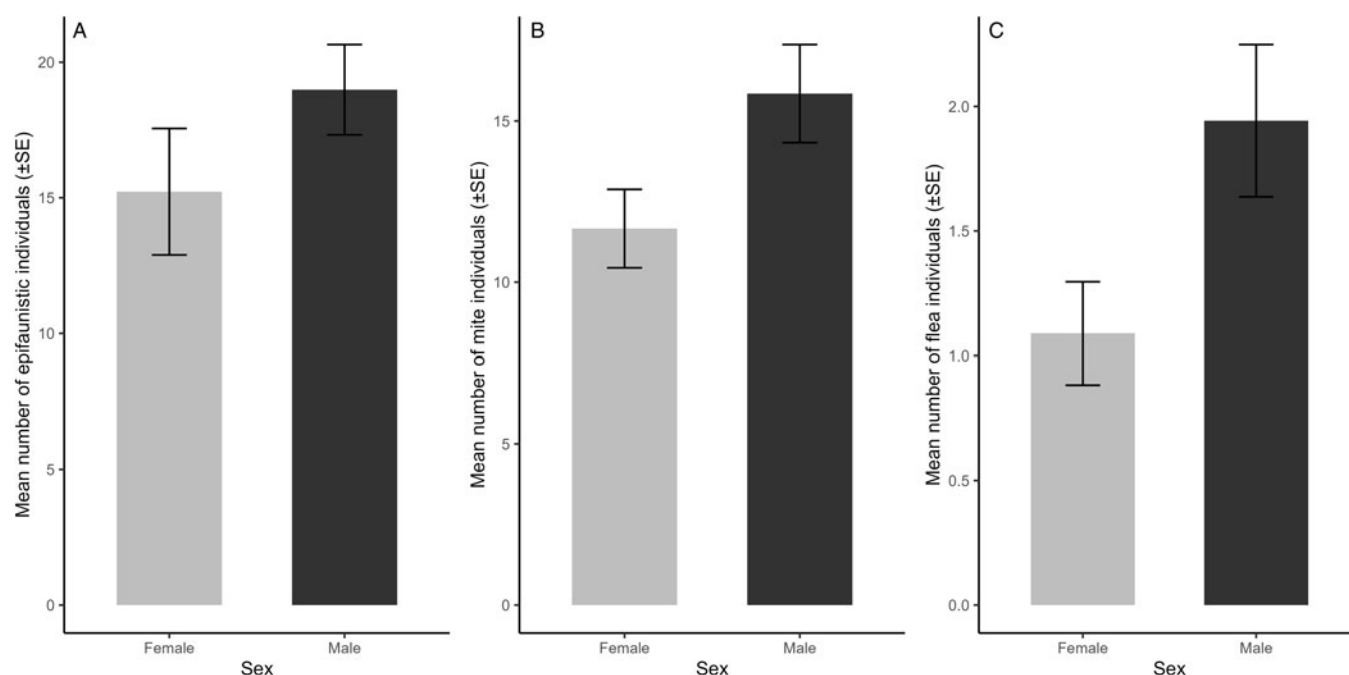 A
Mean number of epifaunistic individuals (±SE)
20
15
10
5
0
Female
Male
Sex
B
Mean number of mite individuals (±SE)
15
10
5
0
Female
Male
Sex
C
Mean number of flea individuals (±SE)
2.0
1.5
1.0
0.5
0.0
Female
Male
Sex